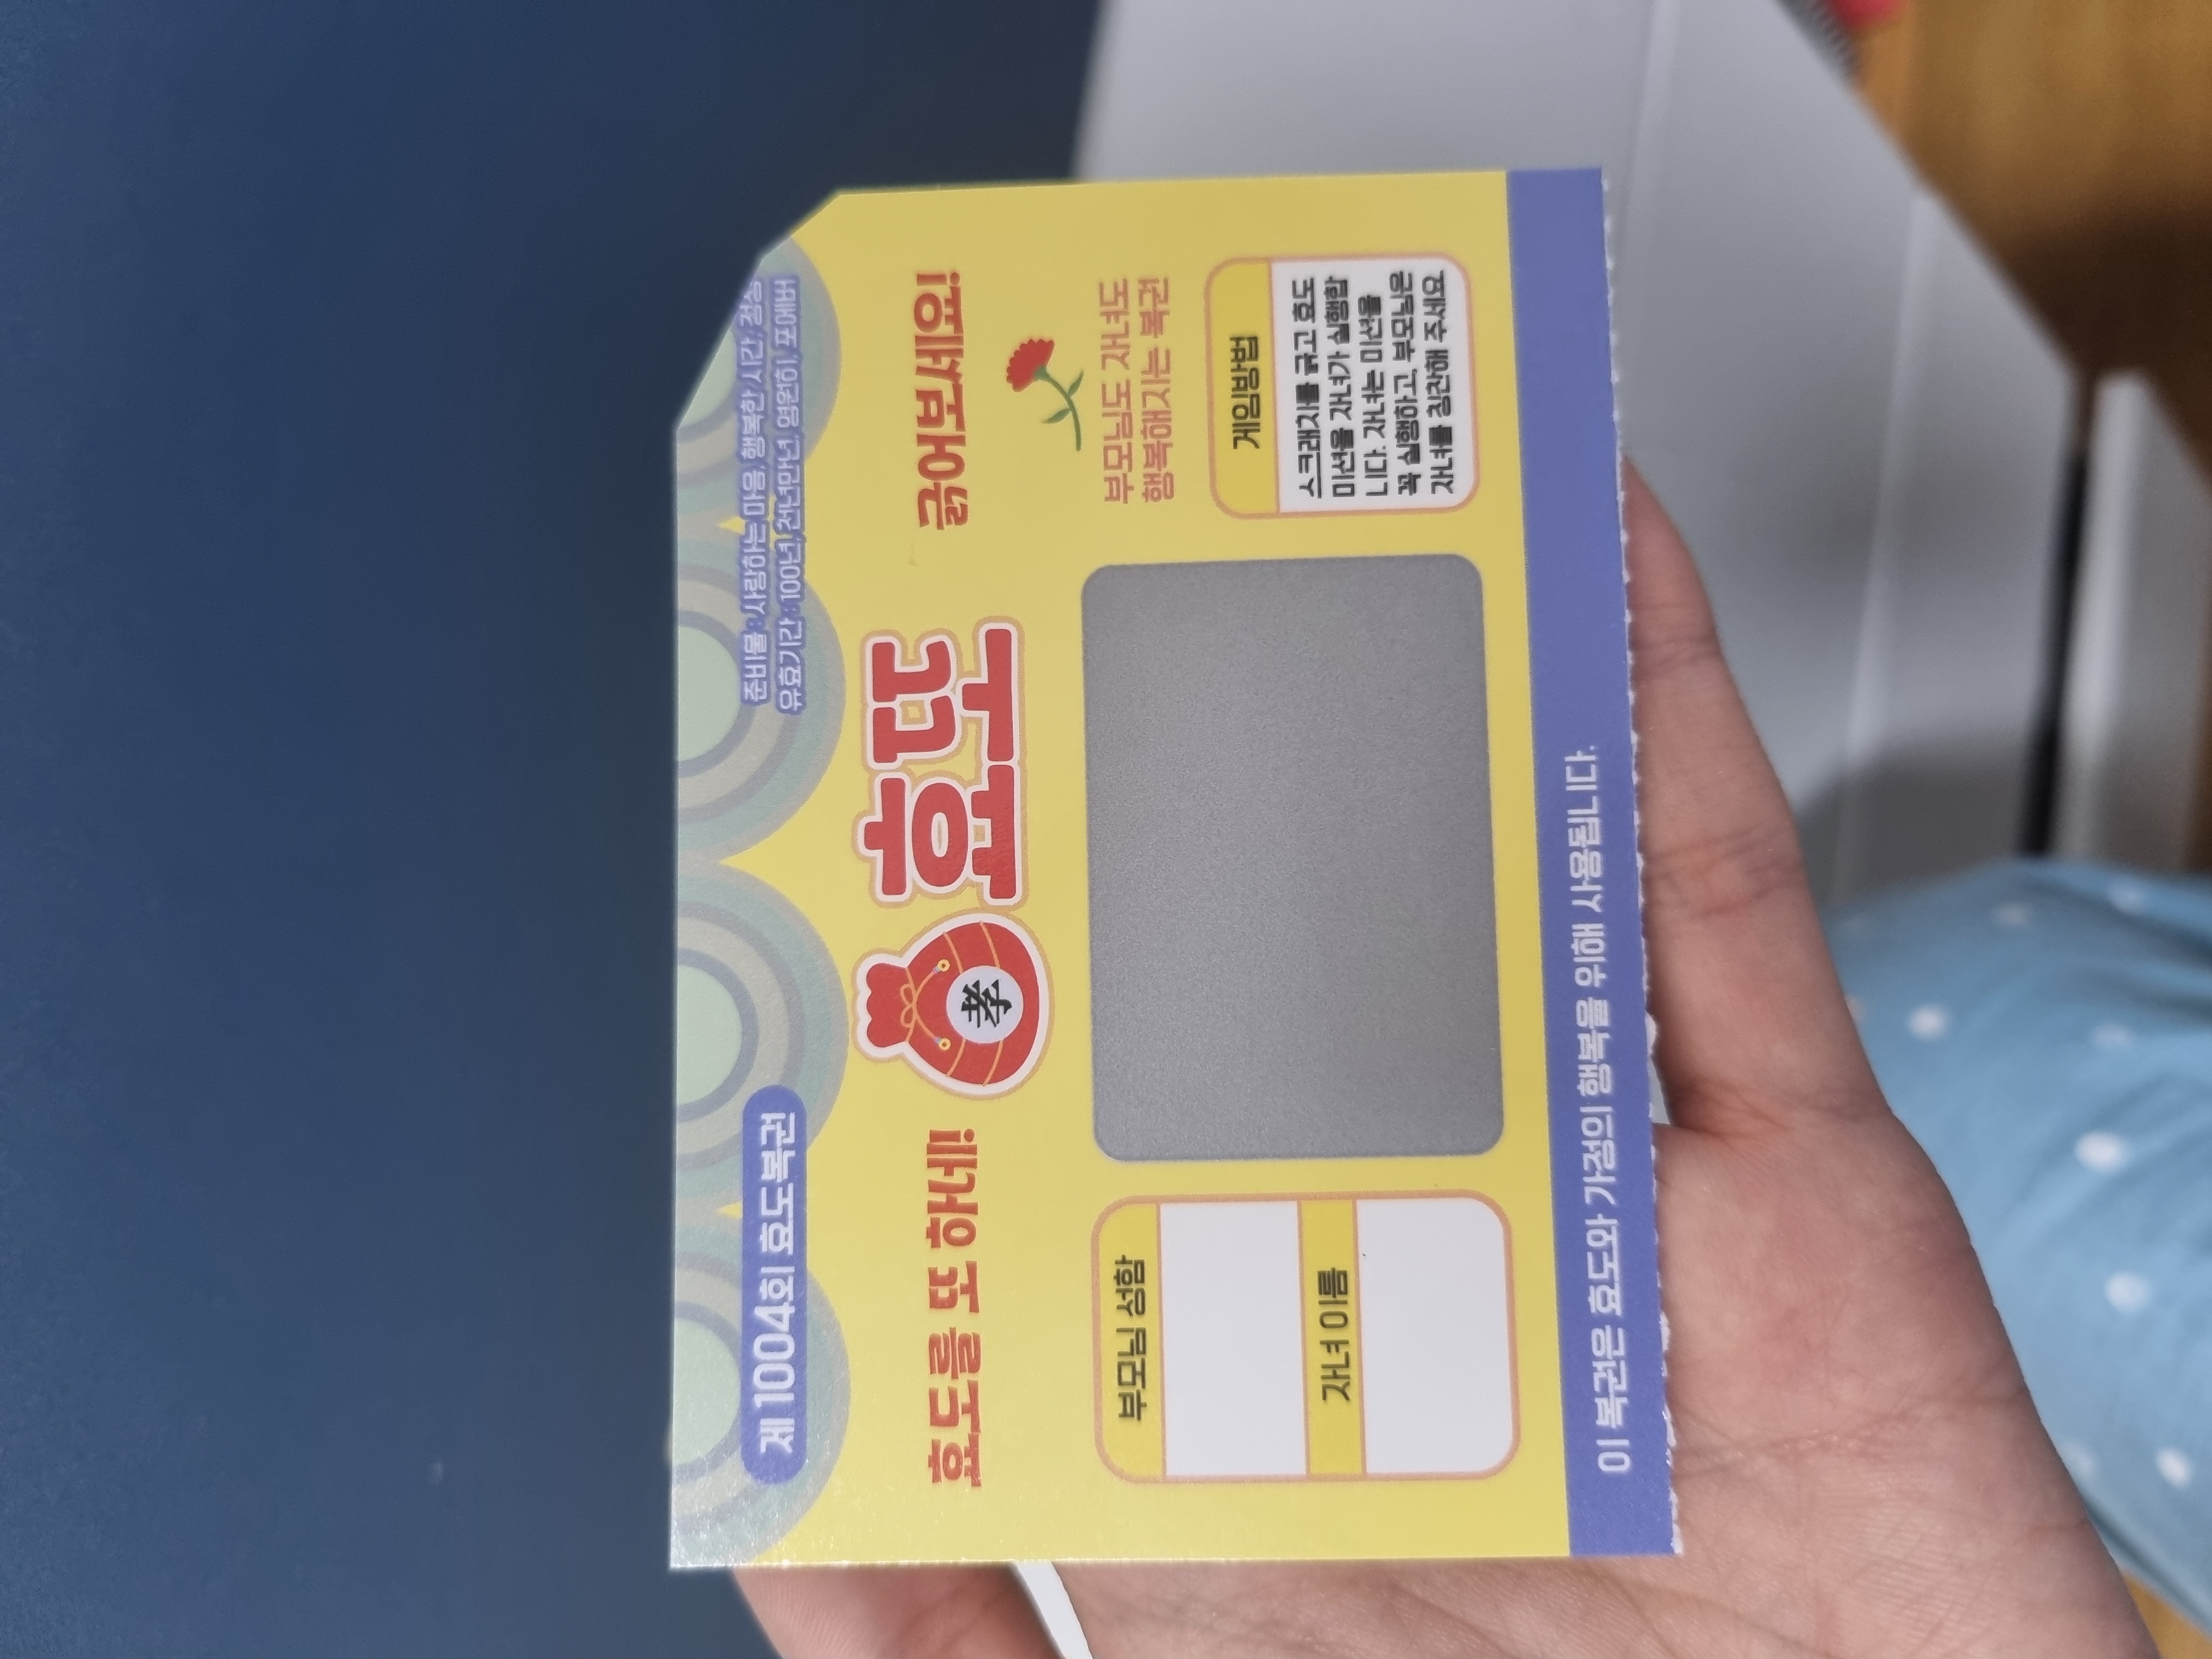 제 1004회 효도복권
준비물 : 사랑하는 마음, 행복한 시간, 정성
유효기간 : 100년, 천년만년, 영원히, 포에버
효도를 또 하네!
孝
효또
긁어보세요!
부모님도 자녀도
행복해지는 복권
부모님 성함
자녀 이름
게임방법
스크래치를 긁고 효도
미션을 자녀가 실행합
니다. 자녀는 미션을
꼭 실행하고, 부모님은
자녀를 칭찬해 주세요.
이 복권은 효도와 가정의 행복을 위해 사용됩니다.